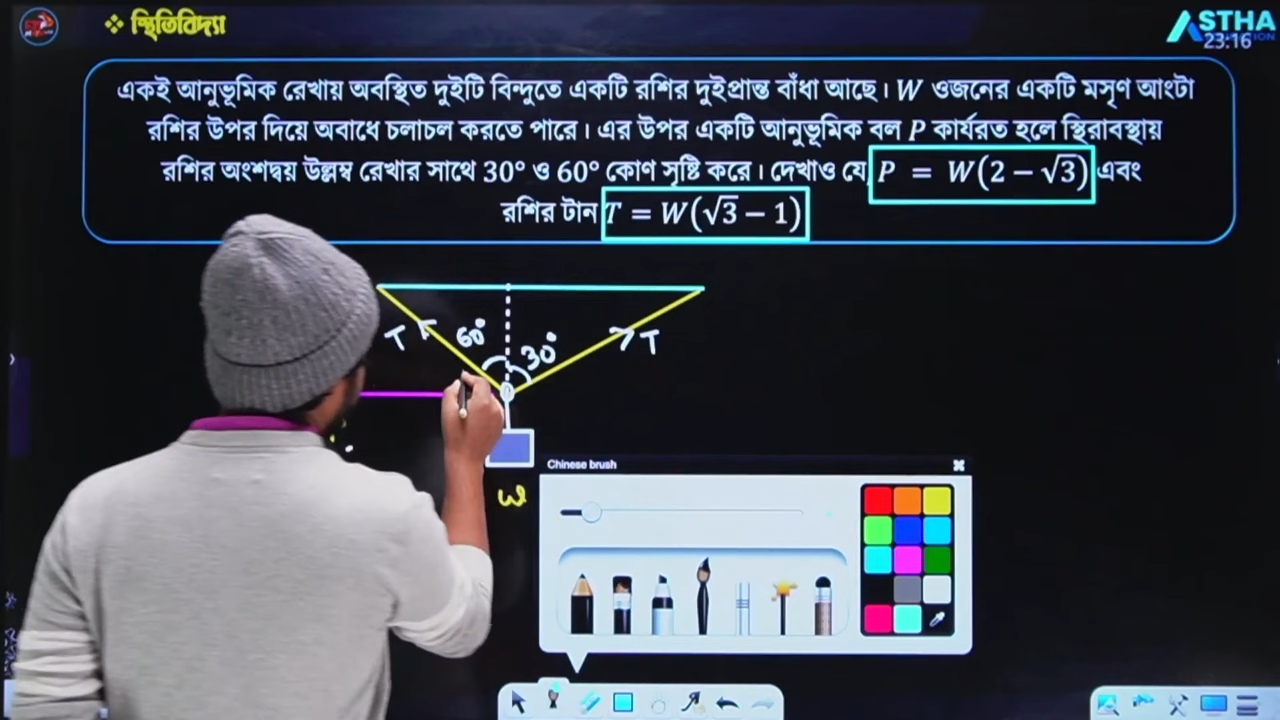 ❖ স্থিতিবিদ্যা
ASTHA
23:16
একই আনুভূমিক রেখায় অবস্থিত দুইটি বিন্দুতে একটি রশির দুইপ্রান্ত বাঁধা আছে। W ওজনের একটি মসৃণ আংটা
রশির উপর দিয়ে অবাধে চলাচল করতে পারে। এর উপর একটি আনুভূমিক বল P কার্যরত হলে স্থিরাবস্থায়
রশির অংশদ্বয় উল্লম্ব রেখার সাথে 30° ও 60° কোণ সৃষ্টি করে। দেখাও যে, P = W(2 − √3) এবং
রশির টান T = W(√3 − 1)
T 60° 30° T
W
Chinese brush